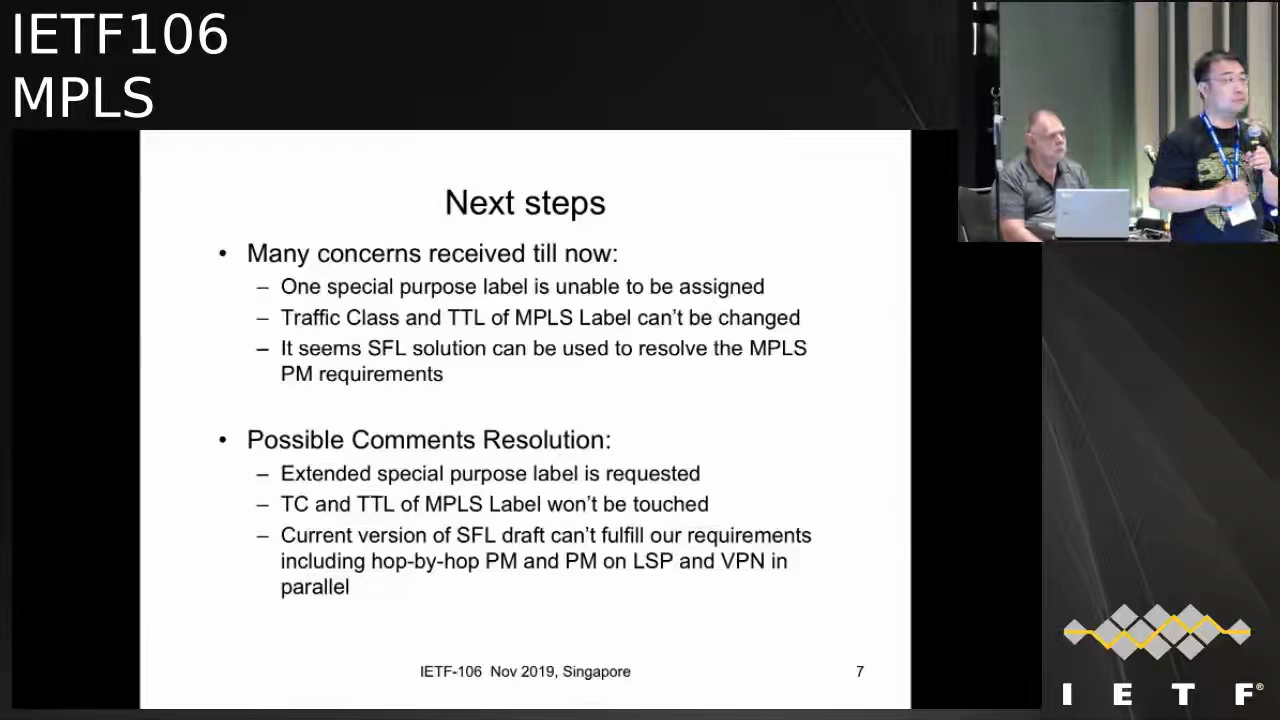 IETF106
MPLS
Next steps
• Many concerns received till now:
– One special purpose label is unable to be assigned
– Traffic Class and TTL of MPLS Label can’t be changed
– It seems SFL solution can be used to resolve the MPLS
PM requirements
• Possible Comments Resolution:
– Extended special purpose label is requested
– TC and TTL of MPLS Label won’t be touched
– Current version of SFL draft can’t fulfill our requirements
including hop-by-hop PM and PM on LSP and VPN in
parallel
IETF-106 Nov 2019, Singapore
7
I E T F®